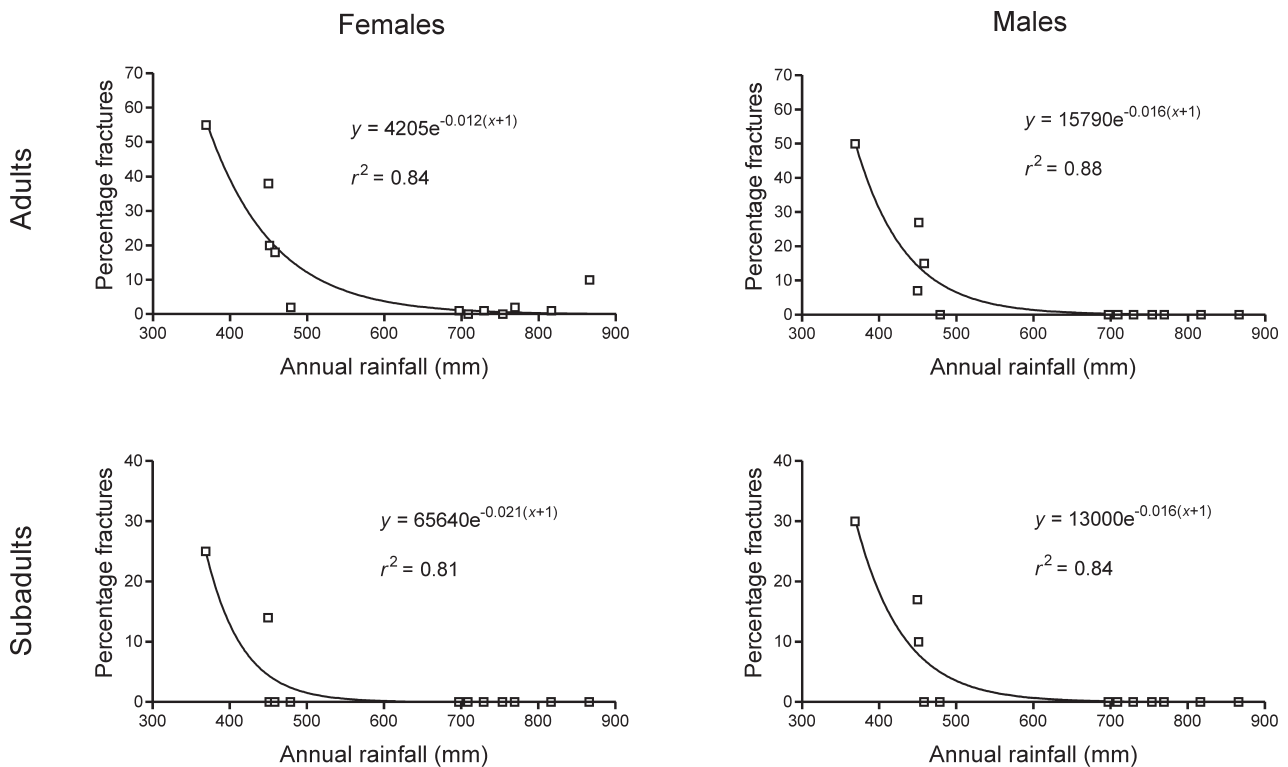 Females
Males
Adults
Subadults
Percentage fractures
70
60
50
40
30
20
10
0
y = 4205e-0.012(x+1)
r2 = 0.84
300 400 500 600 700 800 900
Annual rainfall (mm)
Percentage fractures
70
60
50
40
30
20
10
0
y = 15790e-0.016(x+1)
r2 = 0.88
300 400 500 600 700 800 900
Annual rainfall (mm)
Percentage fractures
40
30
20
10
0
y = 65640e-0.021(x+1)
r2 = 0.81
300 400 500 600 700 800 900
Annual rainfall (mm)
Percentage fractures
40
30
20
10
0
y = 13000e-0.016(x+1)
r2 = 0.84
300 400 500 600 700 800 900
Annual rainfall (mm)